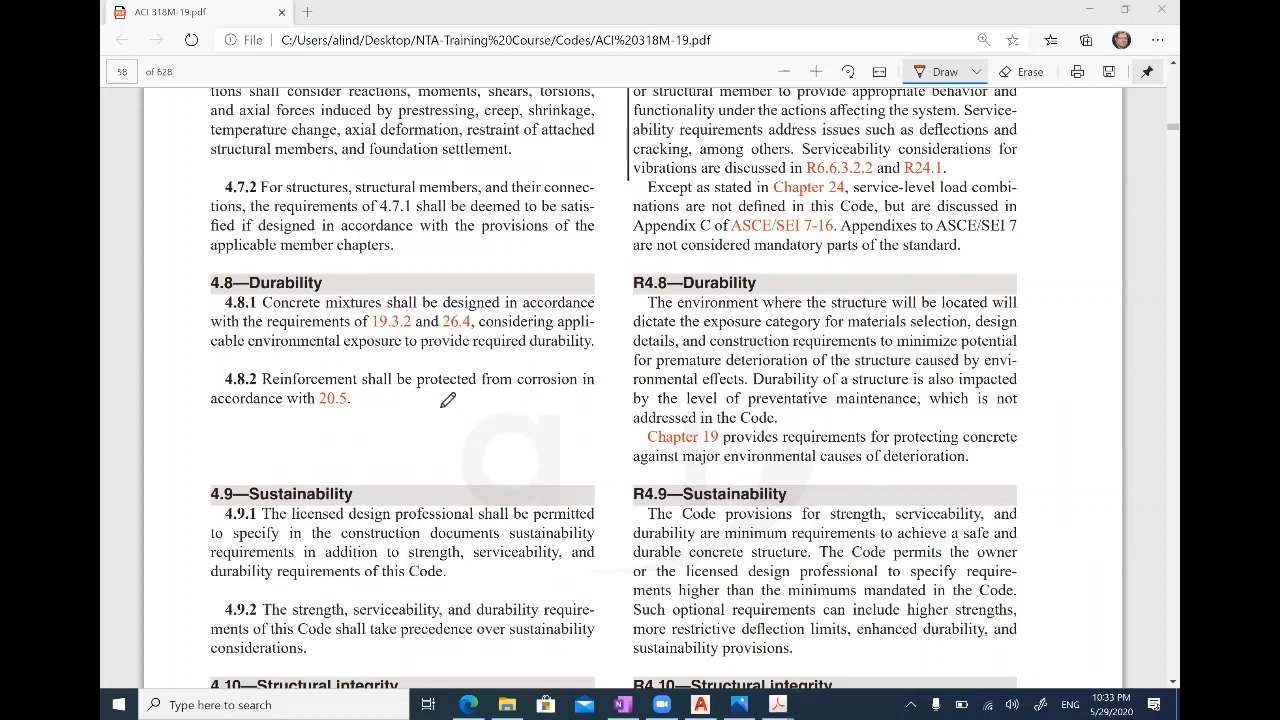 ACI 318M-19.pdf
File
C:/Users/alind/Desktop/NTA-Training%20Course/Codes/ACI%20318M-19.pdf
58 of 628
Draw
Erase
tions shall consider reactions, moments, shears, torsions,
and axial forces induced by prestressing, creep, shrinkage,
temperature change, axial deformation, restraint of attached
structural members, and foundation settlement.
4.7.2 For structures, structural members, and their connec-
tions, the requirements of 4.7.1 shall be deemed to be satis-
fied if designed in accordance with the provisions of the
applicable member chapters.
4.8—Durability
4.8.1 Concrete mixtures shall be designed in accordance
with the requirements of 19.3.2 and 26.4, considering appli-
cable environmental exposure to provide required durability.
4.8.2 Reinforcement shall be protected from corrosion in
accordance with 20.5.
4.9—Sustainability
4.9.1 The licensed design professional shall be permitted
to specify in the construction documents sustainability
requirements in addition to strength, serviceability, and
durability requirements of this Code.
4.9.2 The strength, serviceability, and durability require-
ments of this Code shall take precedence over sustainability
considerations.
4.10—Structural integrity
or structural member to provide appropriate behavior and
functionality under the actions affecting the system. Service-
ability requirements address issues such as deflections and
cracking, among others. Serviceability considerations for
vibrations are discussed in R6.6.3.2.2 and R24.1.
Except as stated in Chapter 24, service-level load combi-
nations are not defined in this Code, but are discussed in
Appendix C of ASCE/SEI 7-16. Appendixes to ASCE/SEI 7
are not considered mandatory parts of the standard.
R4.8—Durability
The environment where the structure will be located will
dictate the exposure category for materials selection, design
details, and construction requirements to minimize potential
for premature deterioration of the structure caused by envi-
ronmental effects. Durability of a structure is also impacted
by the level of preventative maintenance, which is not
addressed in the Code.
Chapter 19 provides requirements for protecting concrete
against major environmental causes of deterioration.
R4.9—Sustainability
The Code provisions for strength, serviceability, and
durability are minimum requirements to achieve a safe and
durable concrete structure. The Code permits the owner
or the licensed design professional to specify require-
ments higher than the minimums mandated in the Code.
Such optional requirements can include higher strengths,
more restrictive deflection limits, enhanced durability, and
sustainability provisions.
R4.10—Structural integrity
Type here to search
ENG
10:33 PM
5/29/2020